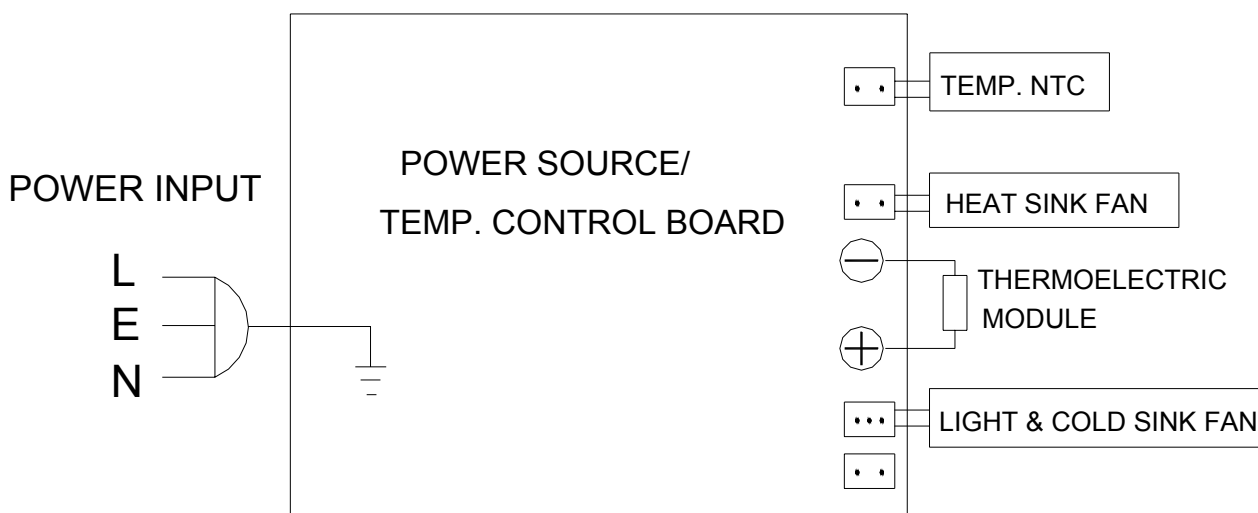 POWER INPUT
L
E
N
POWER SOURCE/
TEMP. CONTROL BOARD
TEMP. NTC
HEAT SINK FAN
THERMOELECTRIC
MODULE
LIGHT & COLD SINK FAN